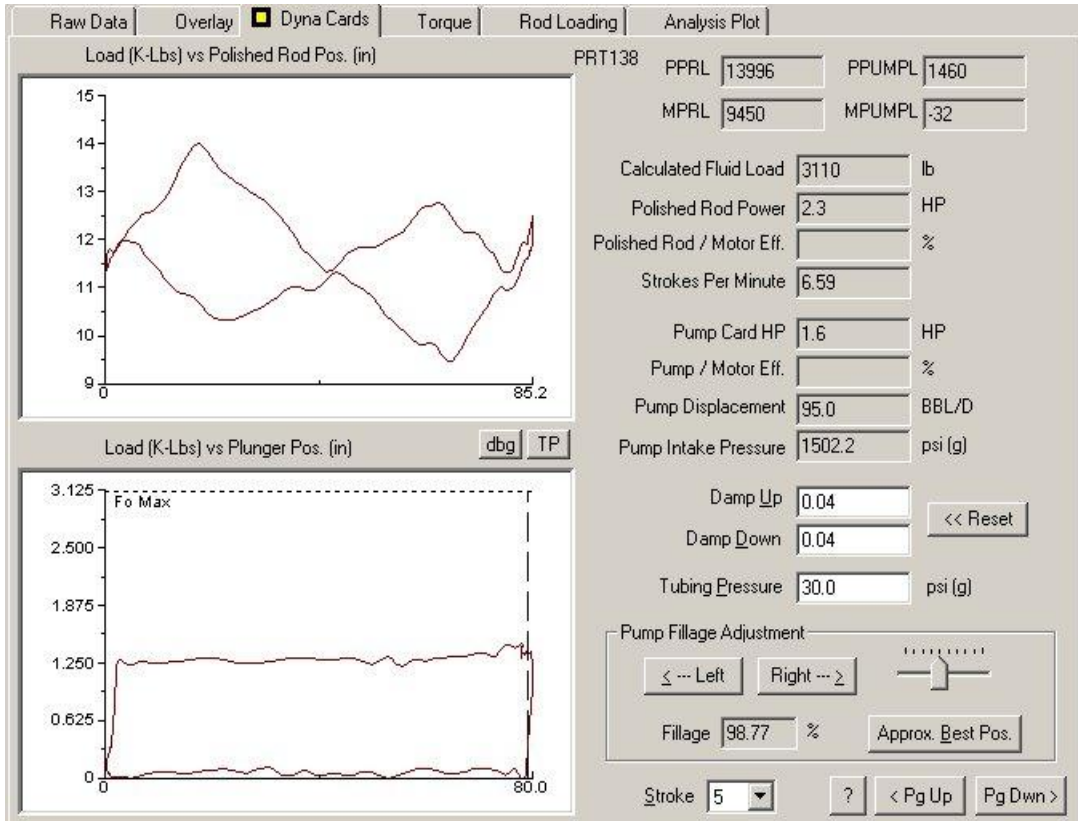 Raw Data Overlay Dyna Cards Torque Rod Loading Analysis Plot
Load (K-Lbs) vs Polished Rod Pos. (in)
15
14
13
12
11
10
9
0 85.2
Load (K-Lbs) vs Plunger Pos. (in) dbg TP
3.125
Fo Max
2.500
1.875
1.250
0.625
0
0 80.0
PRT138
PPRL 13996 PPUMPL 1460
MPRL 9450 MPUMPL -32
Calculated Fluid Load 3110 lb
Polished Rod Power 2.3 HP
Polished Rod / Motor Eff. %
Strokes Per Minute 6.59
Pump Card HP 1.6 HP
Pump / Motor Eff. %
Pump Displacement 95.0 BBL/D
Pump Intake Pressure 1502.2 psi (g)
Damp Up 0.04
<< Reset
Damp Down 0.04
Tubing Pressure 30.0 psi (g)
Pump Fillage Adjustment
< --- Left Right --- >
Fillage 98.77 % Approx. Best Pos.
Stroke 5 ? < Pg Up Pg Dwn >